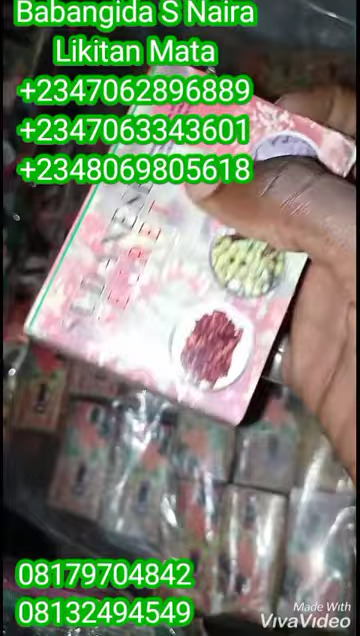 Babangida S Naira
Likitan Mata
+2347062896889
+2347063343601
+2348069805618
08179704842
08132494549
Made With
VivaVideo